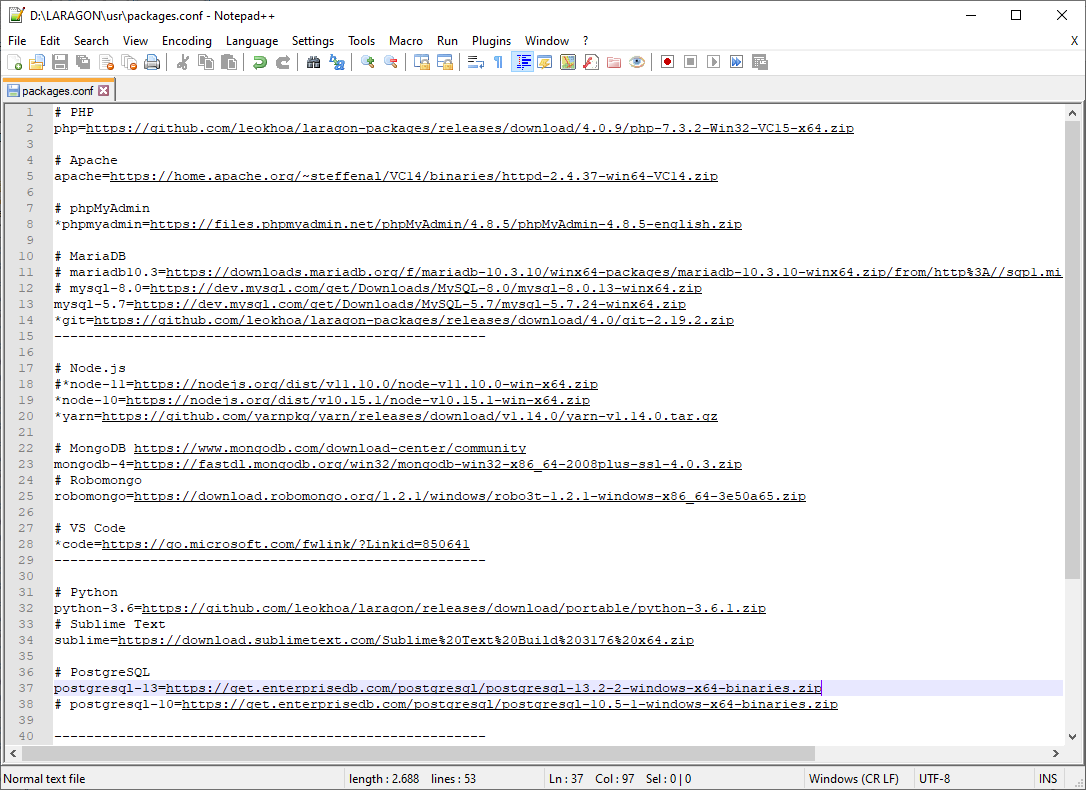 D:\LARAGON\usr\packages.conf - Notepad++
File Edit Search View Encoding Language Settings Tools Macro Run Plugins Window ? X
packages.conf
1 # PHP
2 php=https://github.com/leokhoa/laragon-packages/releases/download/4.0.9/php-7.3.2-Win32-VC15-x64.zip
3
4 # Apache
5 apache=https://home.apache.org/~steffenal/VC14/binaries/httpd-2.4.37-win64-VC14.zip
6
7 # phpMyAdmin
8 *phpmyadmin=https://files.phpmyadmin.net/phpMyAdmin/4.8.5/phpMyAdmin-4.8.5-english.zip
9
10 # MariaDB
11 # mariadb10.3=https://downloads.mariadb.org/f/mariadb-10.3.10/winx64-packages/mariadb-10.3.10-winx64.zip/from/http%3A//sgp1.mi
12 # mysql-8.0=https://dev.mysql.com/get/Downloads/MySQL-8.0/mysql-8.0.13-winx64.zip
13 mysql-5.7=https://dev.mysql.com/get/Downloads/MySQL-5.7/mysql-5.7.24-winx64.zip
14 *git=https://github.com/leokhoa/laragon-packages/releases/download/4.0/git-2.19.2.zip
15 ------------------------------------------------------
16
17 # Node.js
18 #*node-11=https://nodejs.org/dist/v11.10.0/node-v11.10.0-win-x64.zip
19 *node-10=https://nodejs.org/dist/v10.15.1/node-v10.15.1-win-x64.zip
20 *yarn=https://github.com/yarnpkg/yarn/releases/download/v1.14.0/yarn-v1.14.0.tar.gz
21
22 # MongoDB https://www.mongodb.com/download-center/community
23 mongodb-4=https://fastdl.mongodb.org/win32/mongodb-win32-x86_64-2008plus-ssl-4.0.3.zip
24 # Robomongo
25 robomongo=https://download.robomongo.org/1.2.1/windows/robo3t-1.2.1-windows-x86_64-3e50a65.zip
26
27 # VS Code
28 *code=https://go.microsoft.com/fwlink/?Linkid=850641
29 ------------------------------------------------------
30
31 # Python
32 python-3.6=https://github.com/leokhoa/laragon/releases/download/portable/python-3.6.1.zip
33 # Sublime Text
34 sublime=https://download.sublimetext.com/Sublime%20Text%20Build%203176%20x64.zip
35
36 # PostgreSQL
37 postgresql-13=https://get.enterprisedb.com/postgresql/postgresql-13.2-2-windows-x64-binaries.zip
38 # postgresql-10=https://get.enterprisedb.com/postgresql/postgresql-10.5-1-windows-x64-binaries.zip
39
40 ------------------------------------------------------
Normal text file length : 2.688 lines : 53 Ln : 37 Col : 97 Sel : 0 | 0 Windows (CR LF) UTF-8 INS